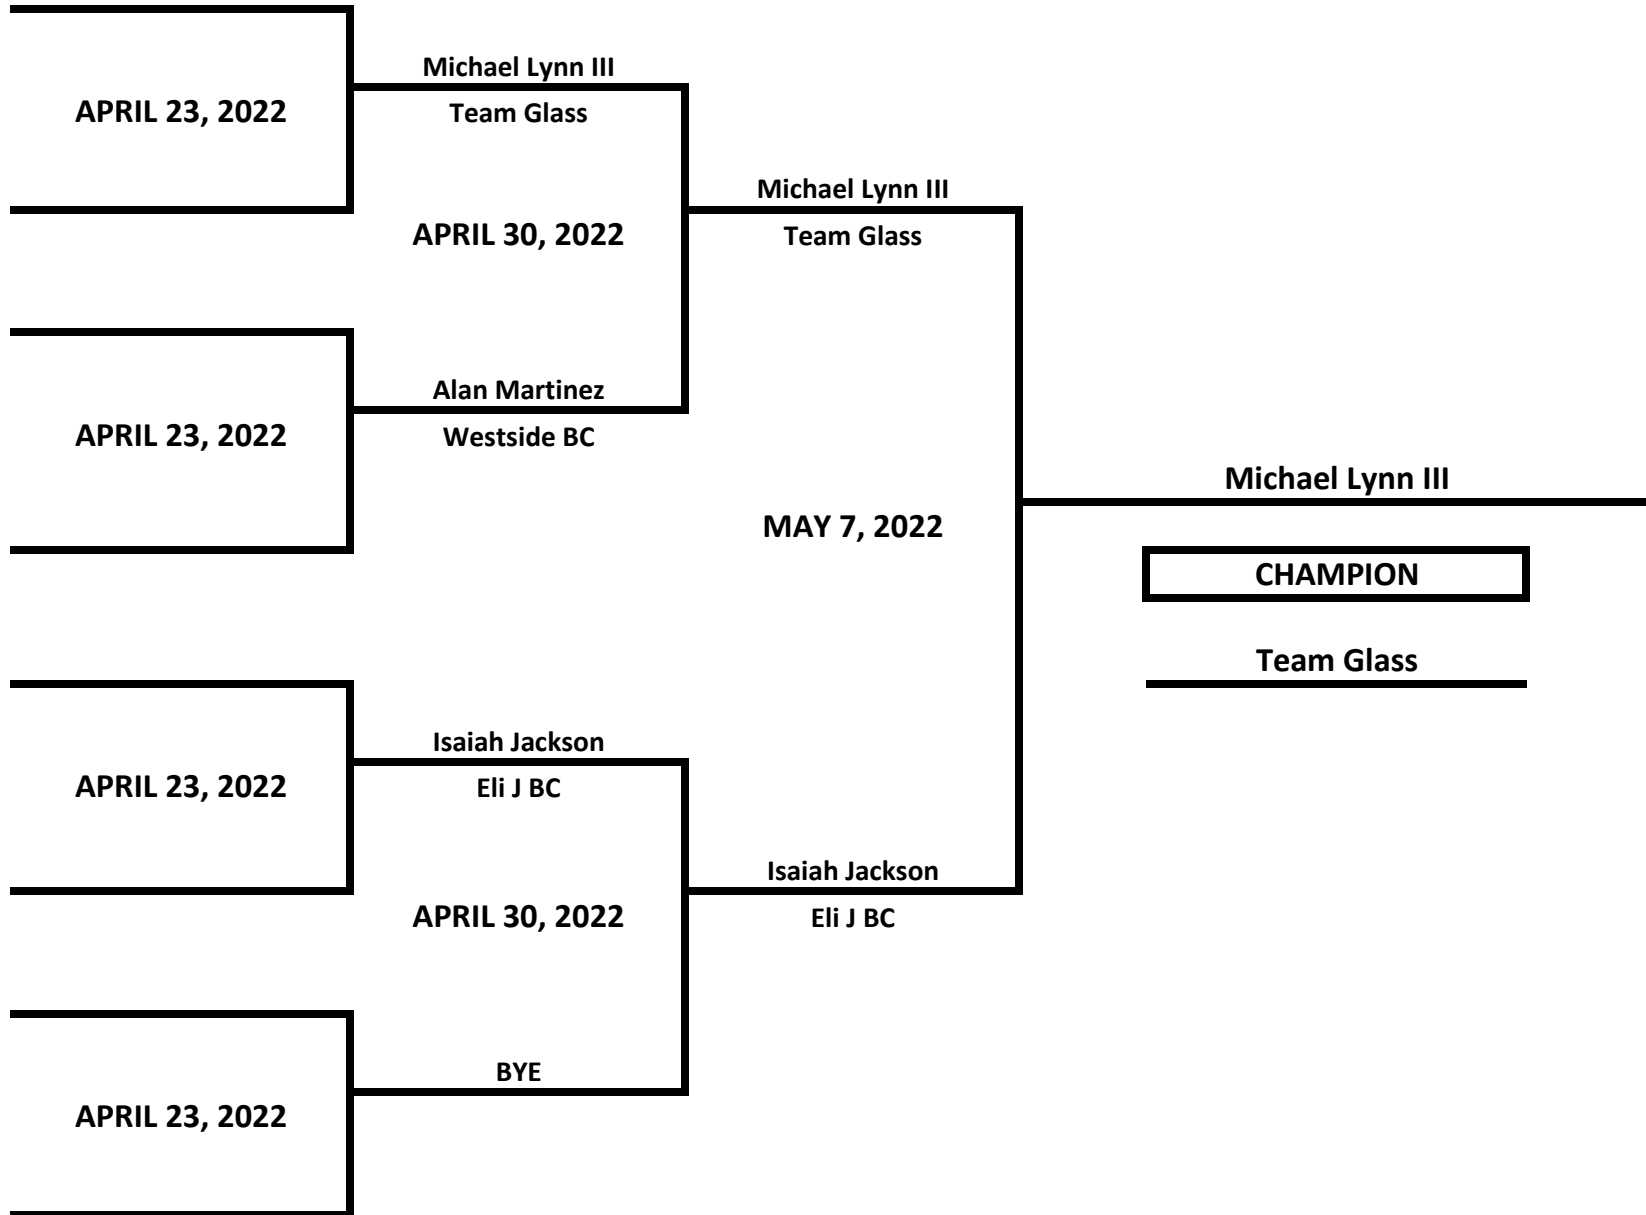 Michael Lynn III
APRIL 23, 2022
Team Glass
Michael Lynn III
APRIL 30, 2022
Team Glass
Alan Martinez
APRIL 23, 2022
Westside BC
Michael Lynn III
MAY 7, 2022
CHAMPION
Team Glass
Isaiah Jackson
APRIL 23, 2022
Eli J BC
Isaiah Jackson
APRIL 30, 2022
Eli J BC
BYE
APRIL 23, 2022